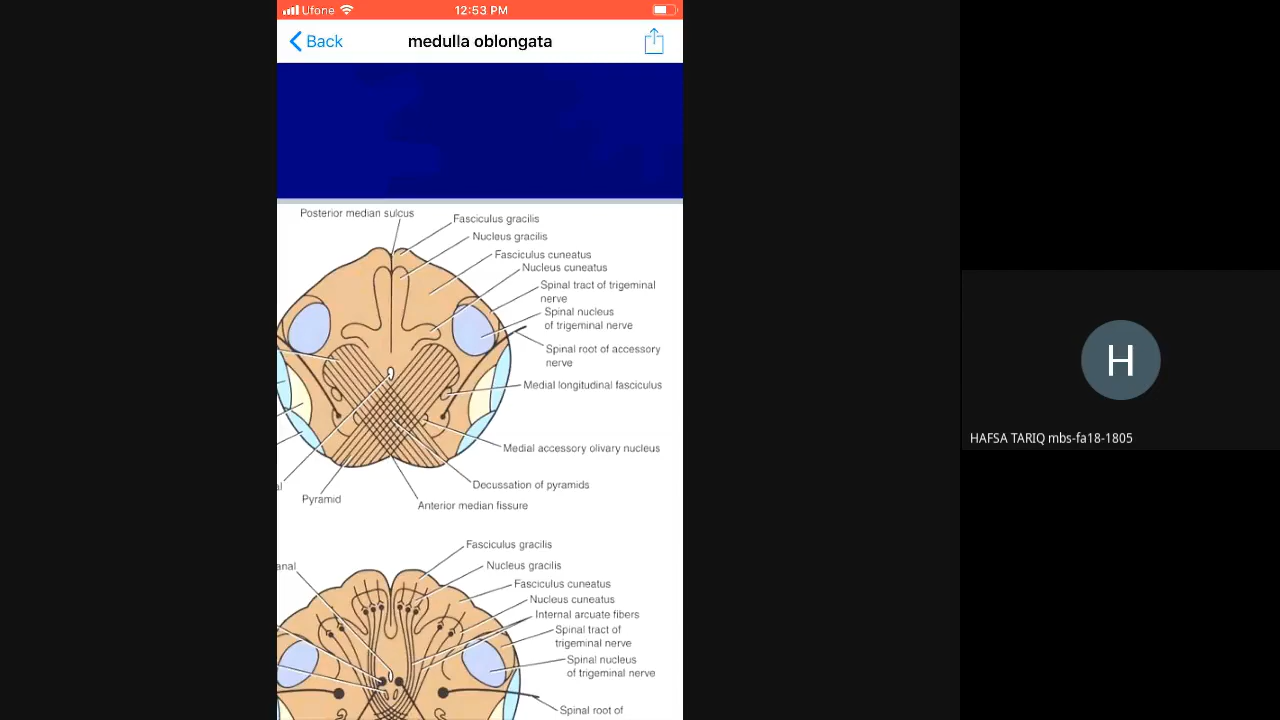 Ufone
12:53 PM
Back
medulla oblongata
Posterior median sulcus
Fasciculus gracilis
Nucleus gracilis
Fasciculus cuneatus
Nucleus cuneatus
Spinal tract of trigeminal
nerve
Spinal nucleus
of trigeminal nerve
Spinal root of accessory
nerve
Medial longitudinal fasciculus
Medial accessory olivary nucleus
al
Decussation of pyramids
Pyramid
Anterior median fissure
Fasciculus gracilis
anal
Nucleus gracilis
Fasciculus cuneatus
Nucleus cuneatus
Internal arcuate fibers
Spinal tract of
trigeminal nerve
Spinal nucleus
of trigeminal nerve
Spinal root of
H
HAFSA TARIQ mbs-fa18-1805